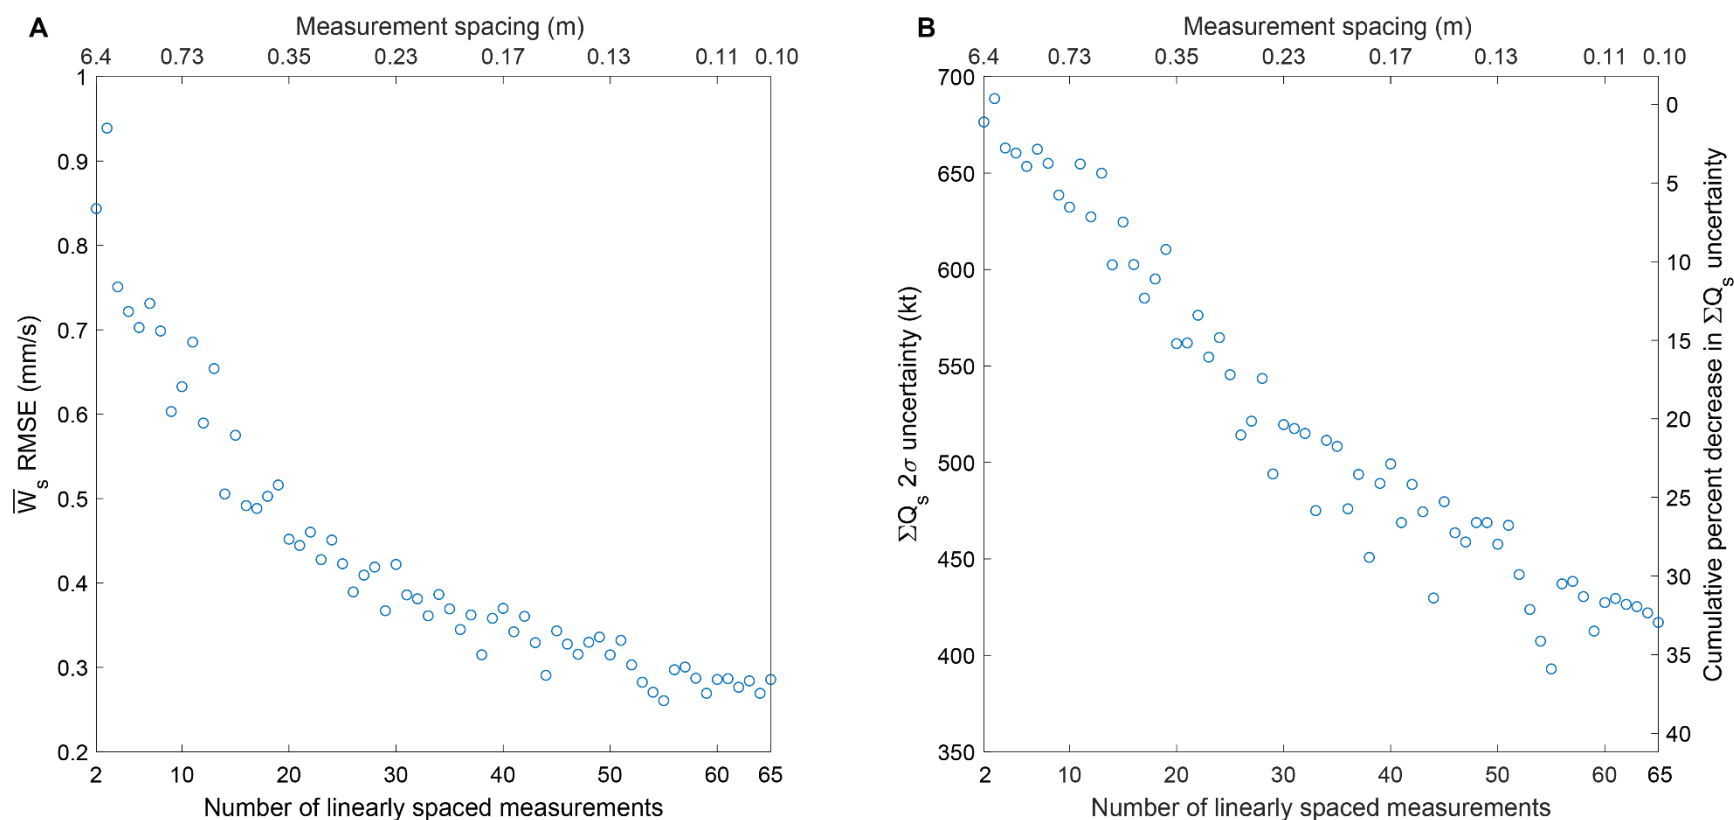 A
Measurement spacing (m)
6.4 0.73 0.35 0.23 0.17 0.13 0.11 0.10
1
0.9
0.8
0.7
0.6
0.5
0.4
0.3
0.2
W̅s RMSE (mm/s)
2 10 20 30 40 50 60 65
Number of linearly spaced measurements
B
Measurement spacing (m)
6.4 0.73 0.35 0.23 0.17 0.13 0.11 0.10
700
650
600
550
500
450
400
350
ΣQs 2σ uncertainty (kt)
0
5
10
15
20
25
30
35
40
Cumulative percent decrease in ΣQs uncertainty
2 10 20 30 40 50 60 65
Number of linearly spaced measurements